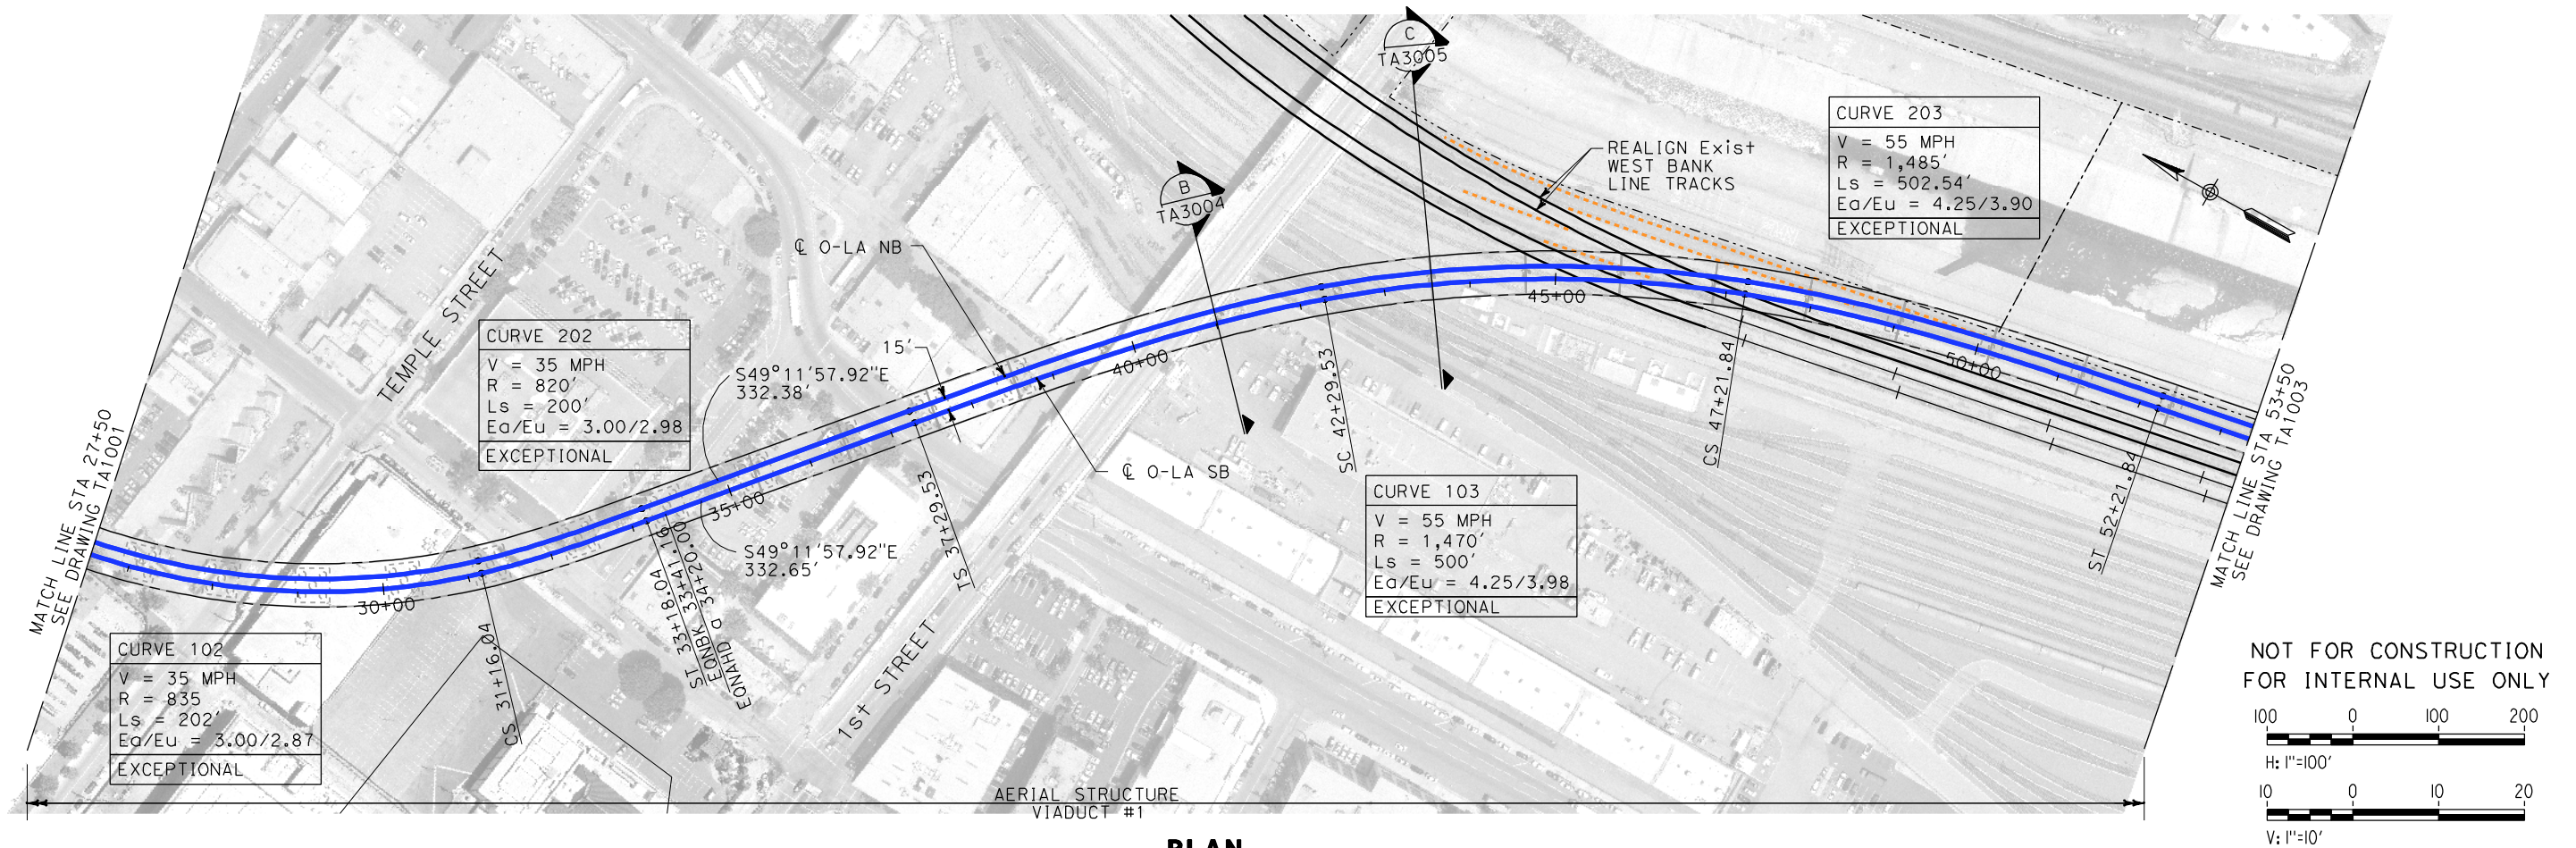 C
TA3005
B
TA3004
REALIGN Exist
WEST BANK
LINE TRACKS
CURVE 203
V = 55 MPH
R = 1,485'
Ls = 502.54'
Ea/Eu = 4.25/3.90
EXCEPTIONAL
℄ O-LA NB
TEMPLE STREET
CURVE 202
V = 35 MPH
R = 820'
Ls = 200'
Ea/Eu = 3.00/2.98
EXCEPTIONAL
15'
S49°11'57.92"E
332.38'
45+00
40+00
50+00
35+00
30+00
℄ O-LA SB
S49°11'57.92"E
332.65'
MATCH LINE STA 27+50
SEE DRAWING TA1001
MATCH LINE STA 53+50
SEE DRAWING TA1003
SC 42+29.53
CS 47+21.84
ST 52+21.84
TS 37+29.53
ST 33+18.04
EQNBK 33+41.16
EQNAHD a 34+20.00
CS 31+16.04
CURVE 103
V = 55 MPH
R = 1,470'
Ls = 500'
Ea/Eu = 4.25/3.98
EXCEPTIONAL
CURVE 102
V = 35 MPH
R = 835
Ls = 202'
Ea/Eu = 3.00/2.87
EXCEPTIONAL
1St STREET
NOT FOR CONSTRUCTION
FOR INTERNAL USE ONLY
100 0 100 200
H: 1"=100'
10 0 10 20
V: 1"=10'
AERIAL STRUCTURE
VIADUCT #1
PLAN